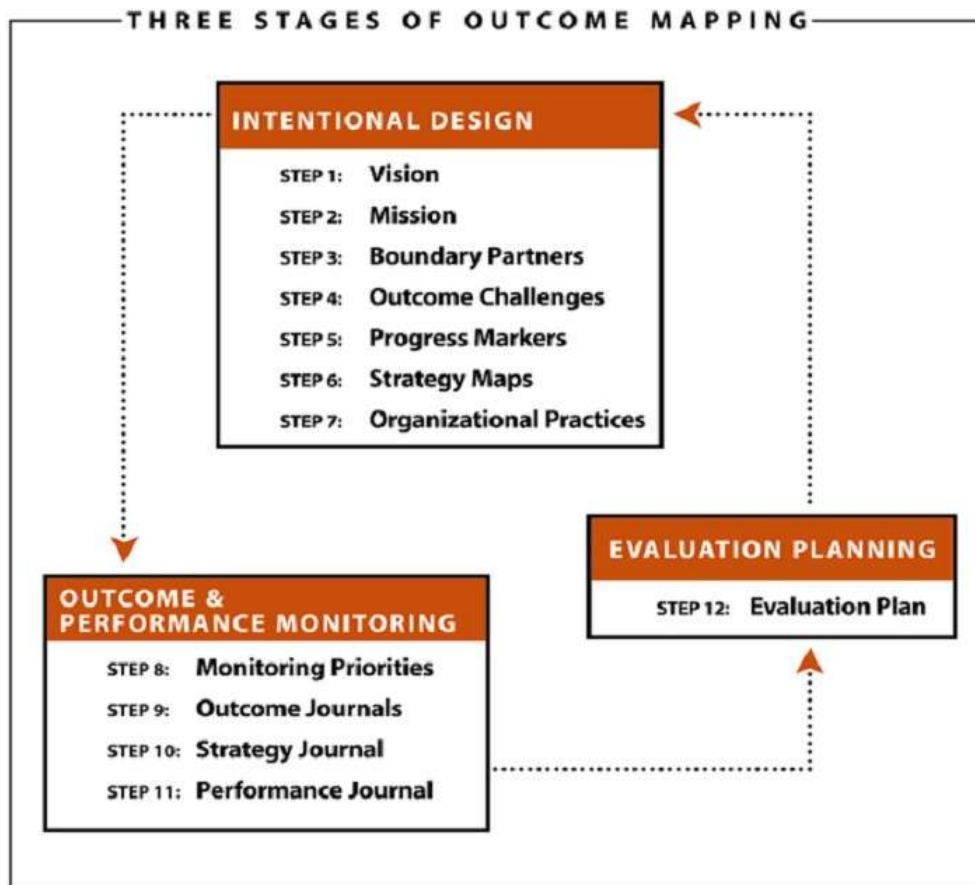 THREE STAGES OF OUTCOME MAPPING
INTENTIONAL DESIGN
STEP 1: Vision
STEP 2: Mission
STEP 3: Boundary Partners
STEP 4: Outcome Challenges
STEP 5: Progress Markers
STEP 6: Strategy Maps
STEP 7: Organizational Practices
OUTCOME &
PERFORMANCE MONITORING
STEP 8: Monitoring Priorities
STEP 9: Outcome Journals
STEP 10: Strategy Journal
STEP 11: Performance Journal
EVALUATION PLANNING
STEP 12: Evaluation Plan